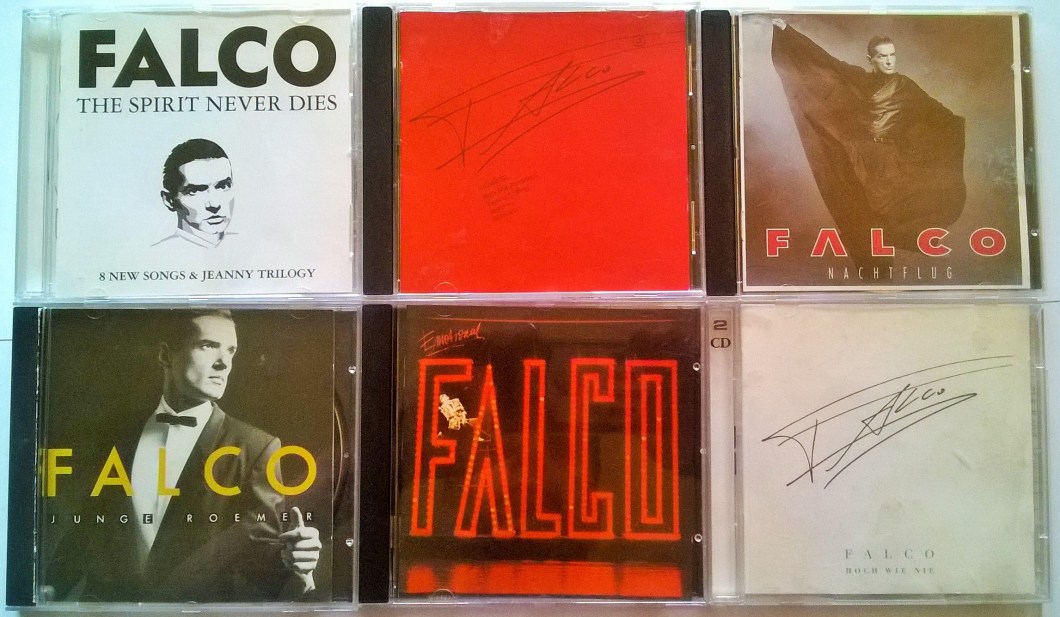 FALCO
THE SPIRIT NEVER DIES
8 NEW SONGS & JEANNY TRILOGY
Falco
FALCO
NACHTFLUG
FALCO
JUNGE ROEMER
Emotional
FALCO
2
CD
Falco
FALCO
HOCH WIE NIE